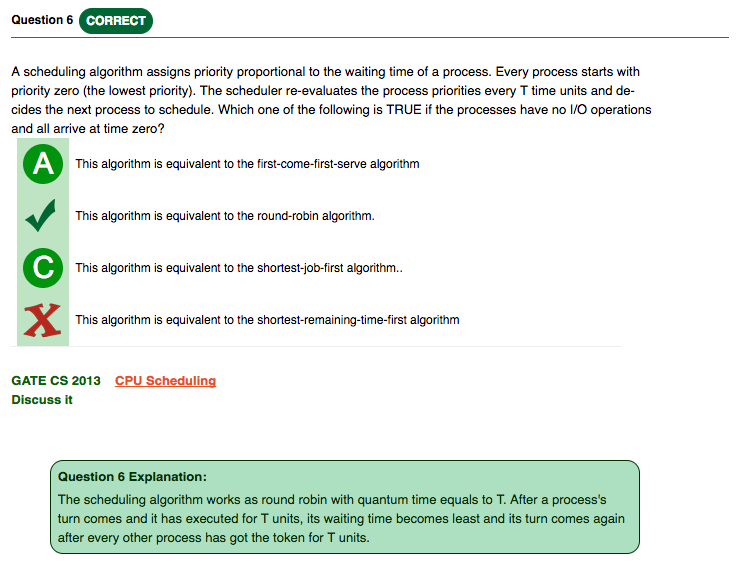 Question 6 CORRECT
A scheduling algorithm assigns priority proportional to the waiting time of a process. Every process starts with
priority zero (the lowest priority). The scheduler re-evaluates the process priorities every T time units and de-
cides the next process to schedule. Which one of the following is TRUE if the processes have no I/O operations
and all arrive at time zero?
A This algorithm is equivalent to the first-come-first-serve algorithm
This algorithm is equivalent to the round-robin algorithm.
C This algorithm is equivalent to the shortest-job-first algorithm..
X This algorithm is equivalent to the shortest-remaining-time-first algorithm
GATE CS 2013 CPU Scheduling
Discuss it
Question 6 Explanation:
The scheduling algorithm works as round robin with quantum time equals to T. After a process's
turn comes and it has executed for T units, its waiting time becomes least and its turn comes again
after every other process has got the token for T units.